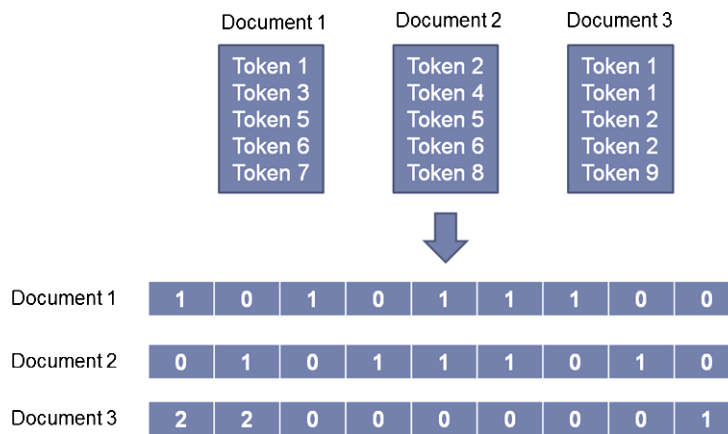 Document 1 Document 2 Document 3
Token 1 Token 2 Token 1
Token 3 Token 4 Token 1
Token 5 Token 5 Token 2
Token 6 Token 6 Token 2
Token 7 Token 8 Token 9
Document 1 1 0 1 0 1 1 1 0 0
Document 2 0 1 0 1 1 1 0 1 0
Document 3 2 2 0 0 0 0 0 0 1